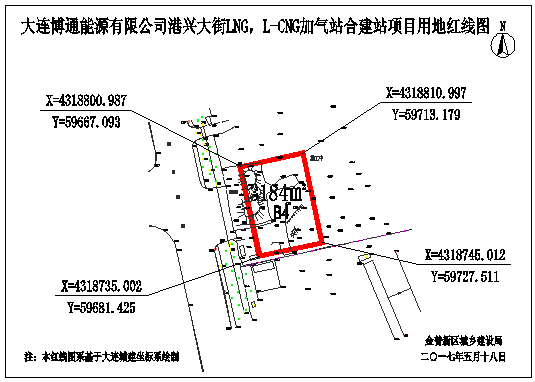 大连博通能源有限公司港兴大街LNG，L-CNG加气站合建站项目用地红线图
N
X=4318800.987
Y=59667.093
X=4318810.997
Y=59713.179
184㎡
B4
X=4318735.002
Y=59681.425
X=4318745.012
Y=59727.511
金普新区城乡建设局
二〇一七年五月十八日
注：本红线图系基于大连城建坐标系绘制